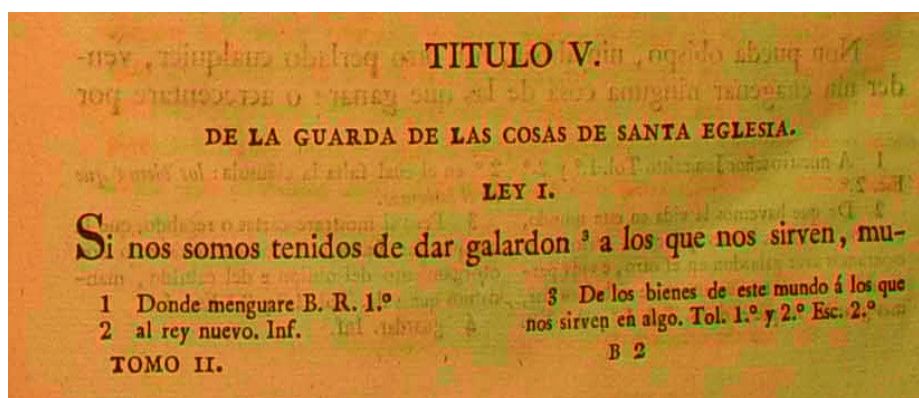 TITULO V.
DE LA GUARDA DE LAS COSAS DE SANTA EGLESIA.
LEY I.
Si nos somos tenidos de dar galardon ³ a los que nos sirven, mu-
1 Donde menguare B. R. 1.º
2 al rey nuevo. Inf.
3 De los bienes de este mundo á los que
nos sirven en algo. Tol. 1.º y 2.º Esc. 2.º
TOMO II.
B 2